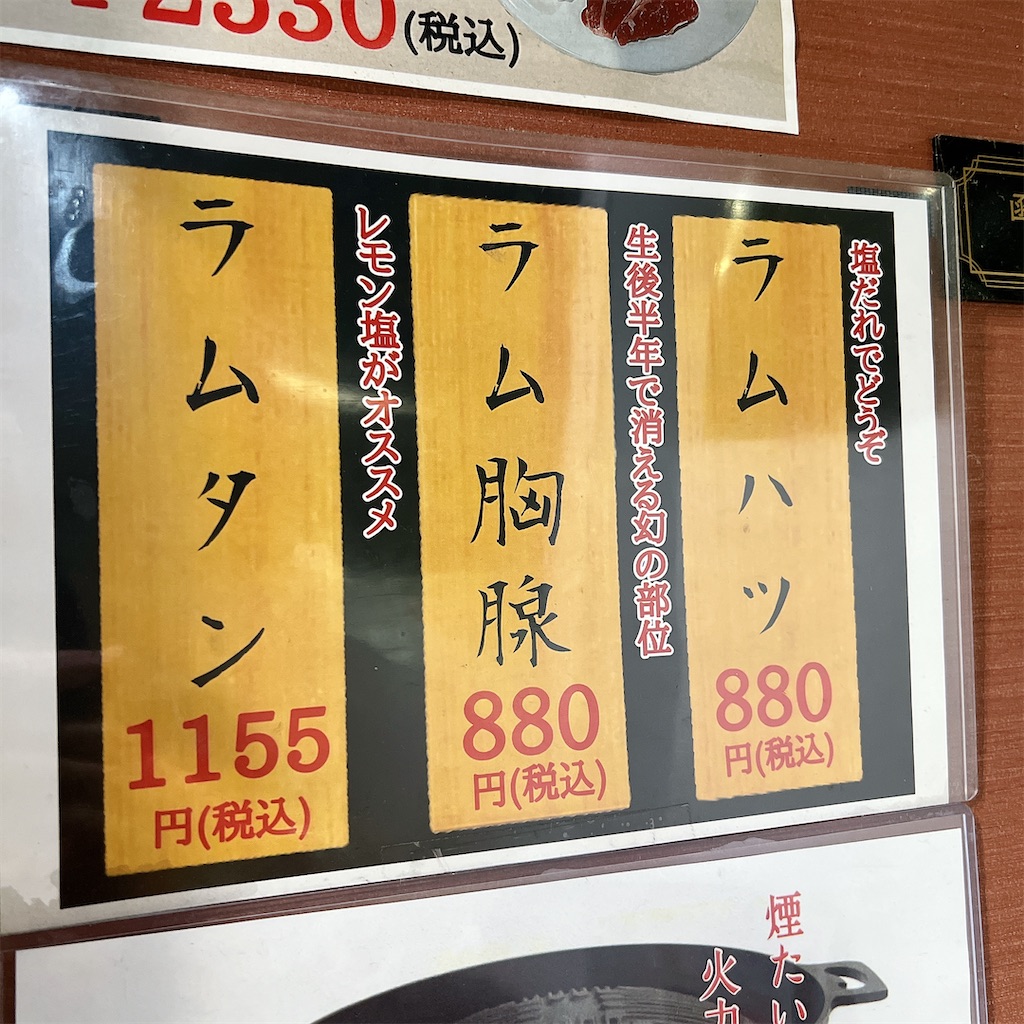 2530(税込)
塩だれでどうぞ
ラムハツ
880
円(税込)
生後半年で消える幻の部位
ラム胸腺
880
円(税込)
レモン塩がオススメ
ラムタン
1155
円(税込)
煙たい
火力